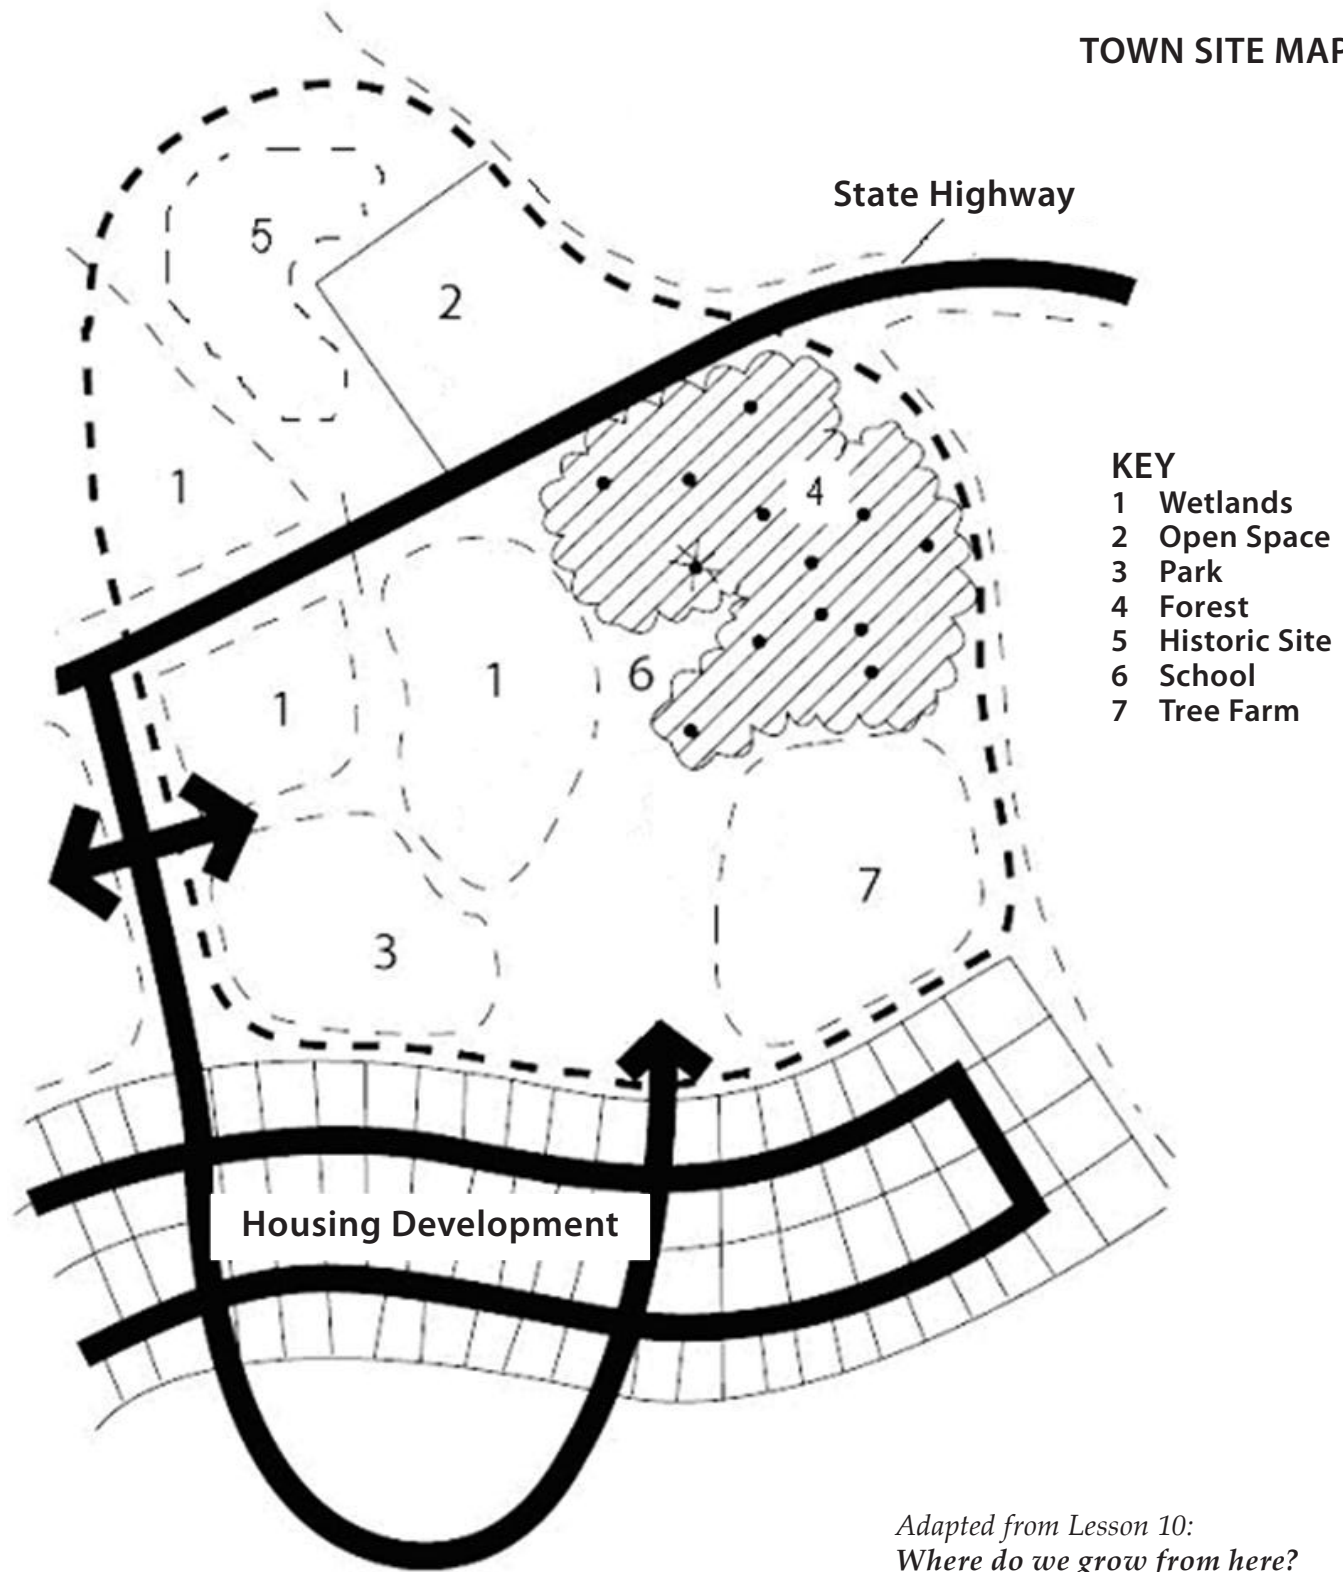 TOWN SITE MAP
State Highway
5
2
4
1
KEY
1 Wetlands
2 Open Space
3 Park
4 Forest
5 Historic Site
6 School
7 Tree Farm
1
1
6
7
3
Housing Development
Adapted from Lesson 10:
Where do we grow from here?